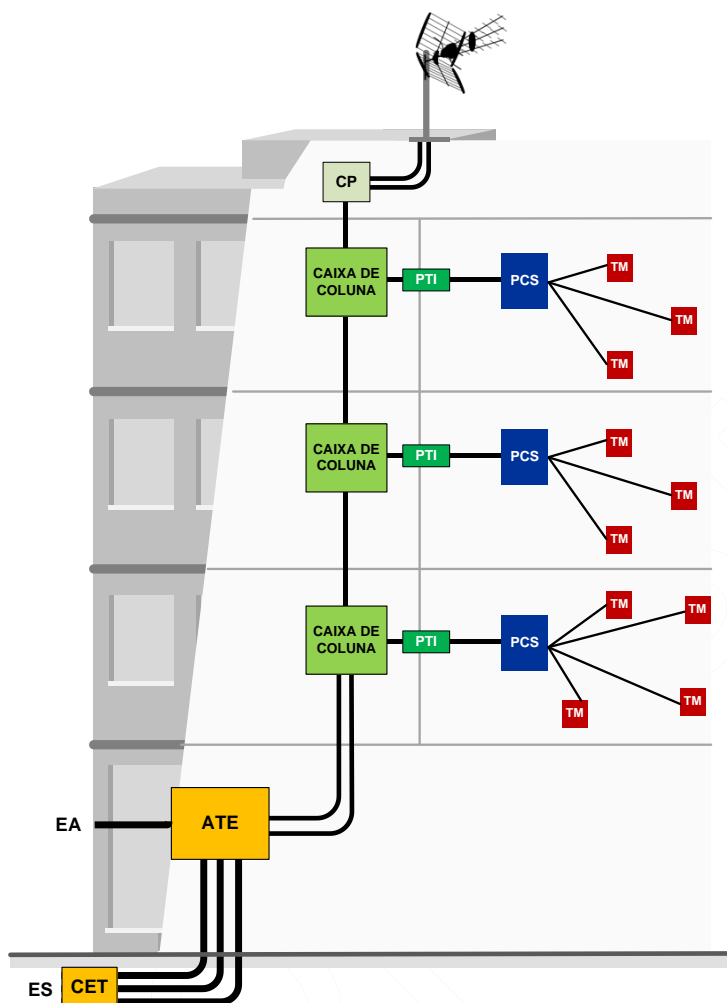 CP
CAIXA DE
COLUNA
PTI
PCS
TM
TM
TM
CAIXA DE
COLUNA
PTI
PCS
TM
TM
TM
CAIXA DE
COLUNA
PTI
PCS
TM
TM
TM
TM
EA
ATE
ES
CET